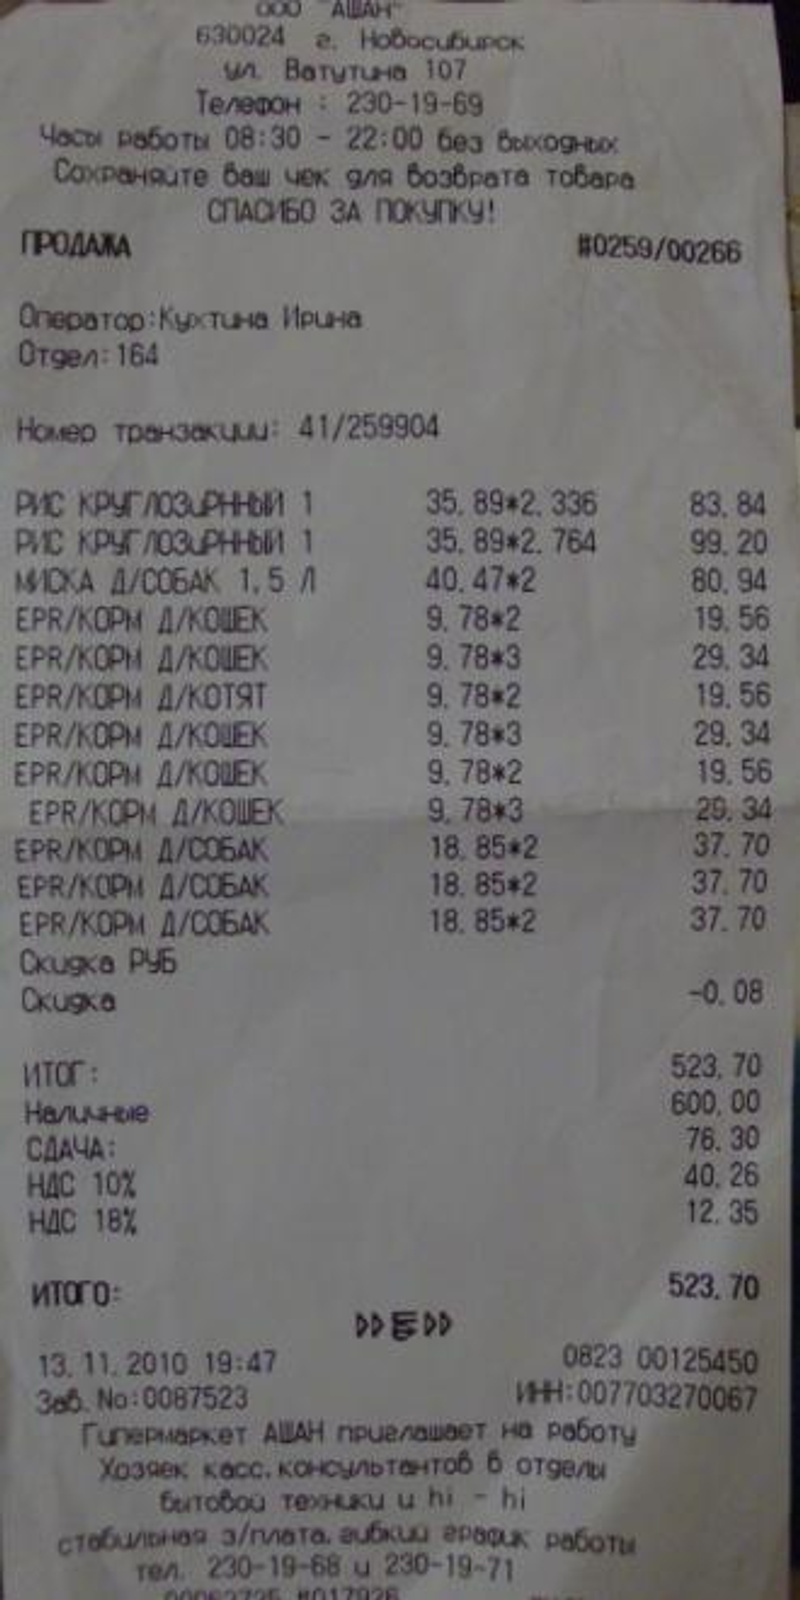 ООО "АШАН"
630024 г. Новосибирск
ул. Ватутина 107
Телефон : 230-19-69
Часы работы 08:30 - 22:00 без выходных
Сохраняйте ваш чек для возврата товара
СПАСИБО ЗА ПОКУПКУ!
ПРОДАЖА #0259/00266
Оператор:Кухтина Ирина
Отдел:164
Номер транзакции: 41/259904
РИС КРУГЛОЗЕРННЫЙ 1 35.89*2.336 83.84
РИС КРУГЛОЗЕРННЫЙ 1 35.89*2.764 99.20
МИСКА Д/СОБАК 1,5 Л 40.47*2 80.94
EPR/КОРМ Д/КОШЕК 9.78*2 19.56
EPR/КОРМ Д/КОШЕК 9.78*3 29.34
EPR/КОРМ Д/КОТЯТ 9.78*2 19.56
EPR/КОРМ Д/КОШЕК 9.78*3 29.34
EPR/КОРМ Д/КОШЕК 9.78*2 19.56
EPR/КОРМ Д/КОШЕК 9.78*3 29.34
EPR/КОРМ Д/СОБАК 18.85*2 37.70
EPR/КОРМ Д/СОБАК 18.85*2 37.70
EPR/КОРМ Д/СОБАК 18.85*2 37.70
Скидка РУБ
Скидка -0.08
ИТОГ: 523.70
Наличные 600.00
СДАЧА: 76.30
НДС 10% 40.26
НДС 18% 12.35
ИТОГО: 523.70
13.11.2010 19:47 0823 00125450
Зав.No:0087523 ИНН:007703270067
Гипермаркет АШАН приглашает на работу
Хозяек касс,консультантов в отделы
бытовой техники и hi - hi
стабильная з/плата,гибкий график работы
тел. 230-19-68 и 230-19-71